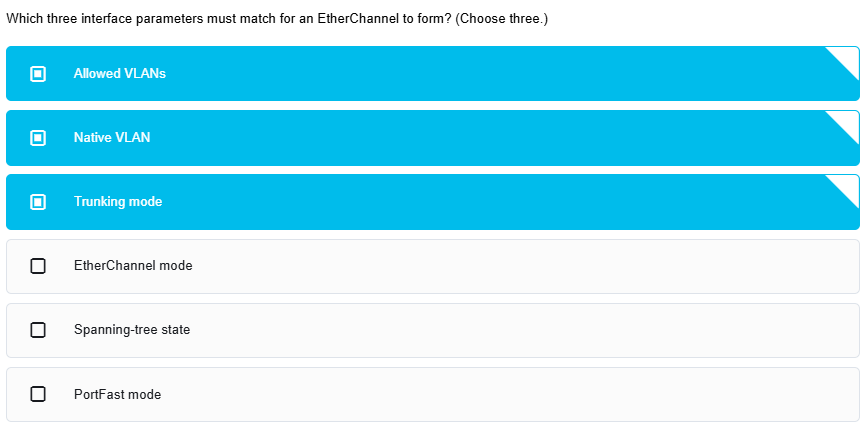 Which three interface parameters must match for an EtherChannel to form? (Choose three.)
Allowed VLANs
Native VLAN
Trunking mode
EtherChannel mode
Spanning-tree state
PortFast mode